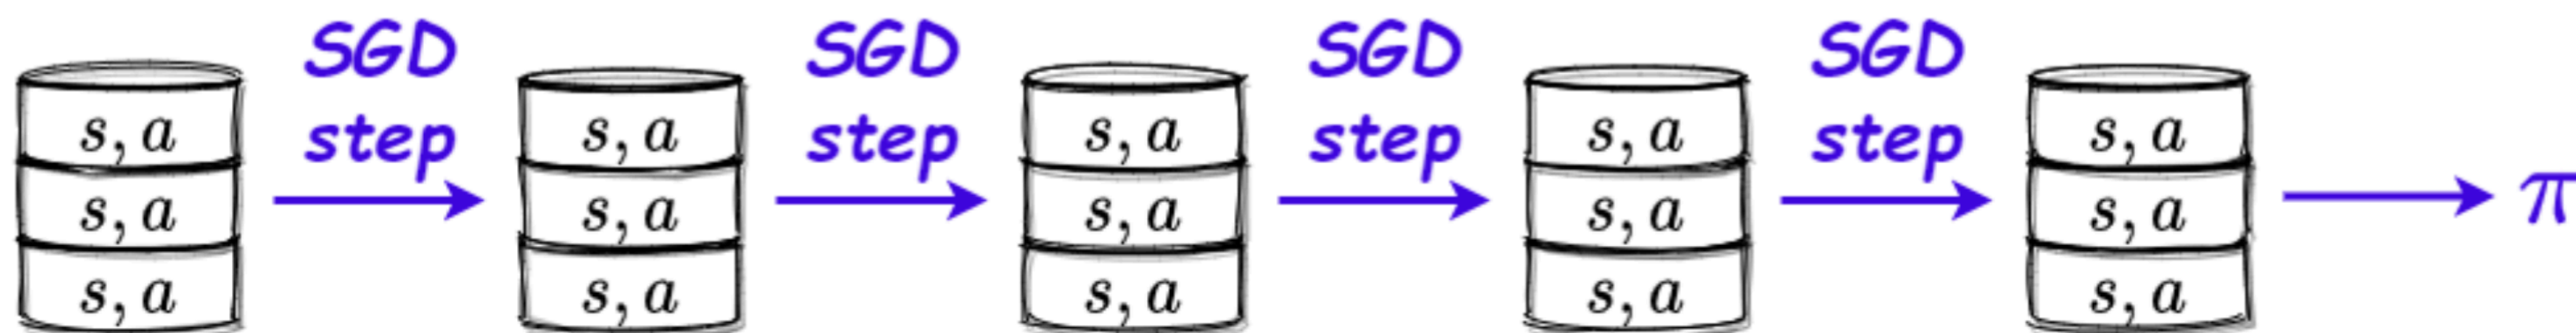 SGD SGD SGD SGD
s, a step s, a step s, a step s, a step s, a
s, a s, a s, a s, a s, a π
s, a s, a s, a s, a s, a